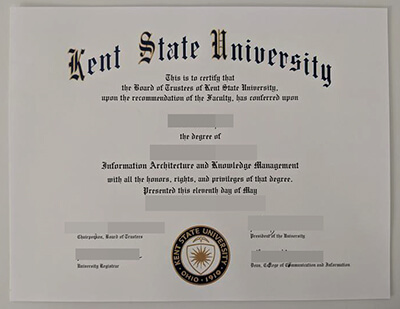 Kent State University
This is to certify that
the Board of Trustees of Kent State University,
upon the recommendation of the Faculty, has conferred upon
the degree of
Information Architecture and Knowledge Management
with all the honors, rights, and privileges of that degree.
Presented this eleventh day of May
Chairperson, Board of Trustees
President of the University
KENT STATE UNIVERSITY
OHIO 1910
University Registrar
Dean, College of Communication and Information